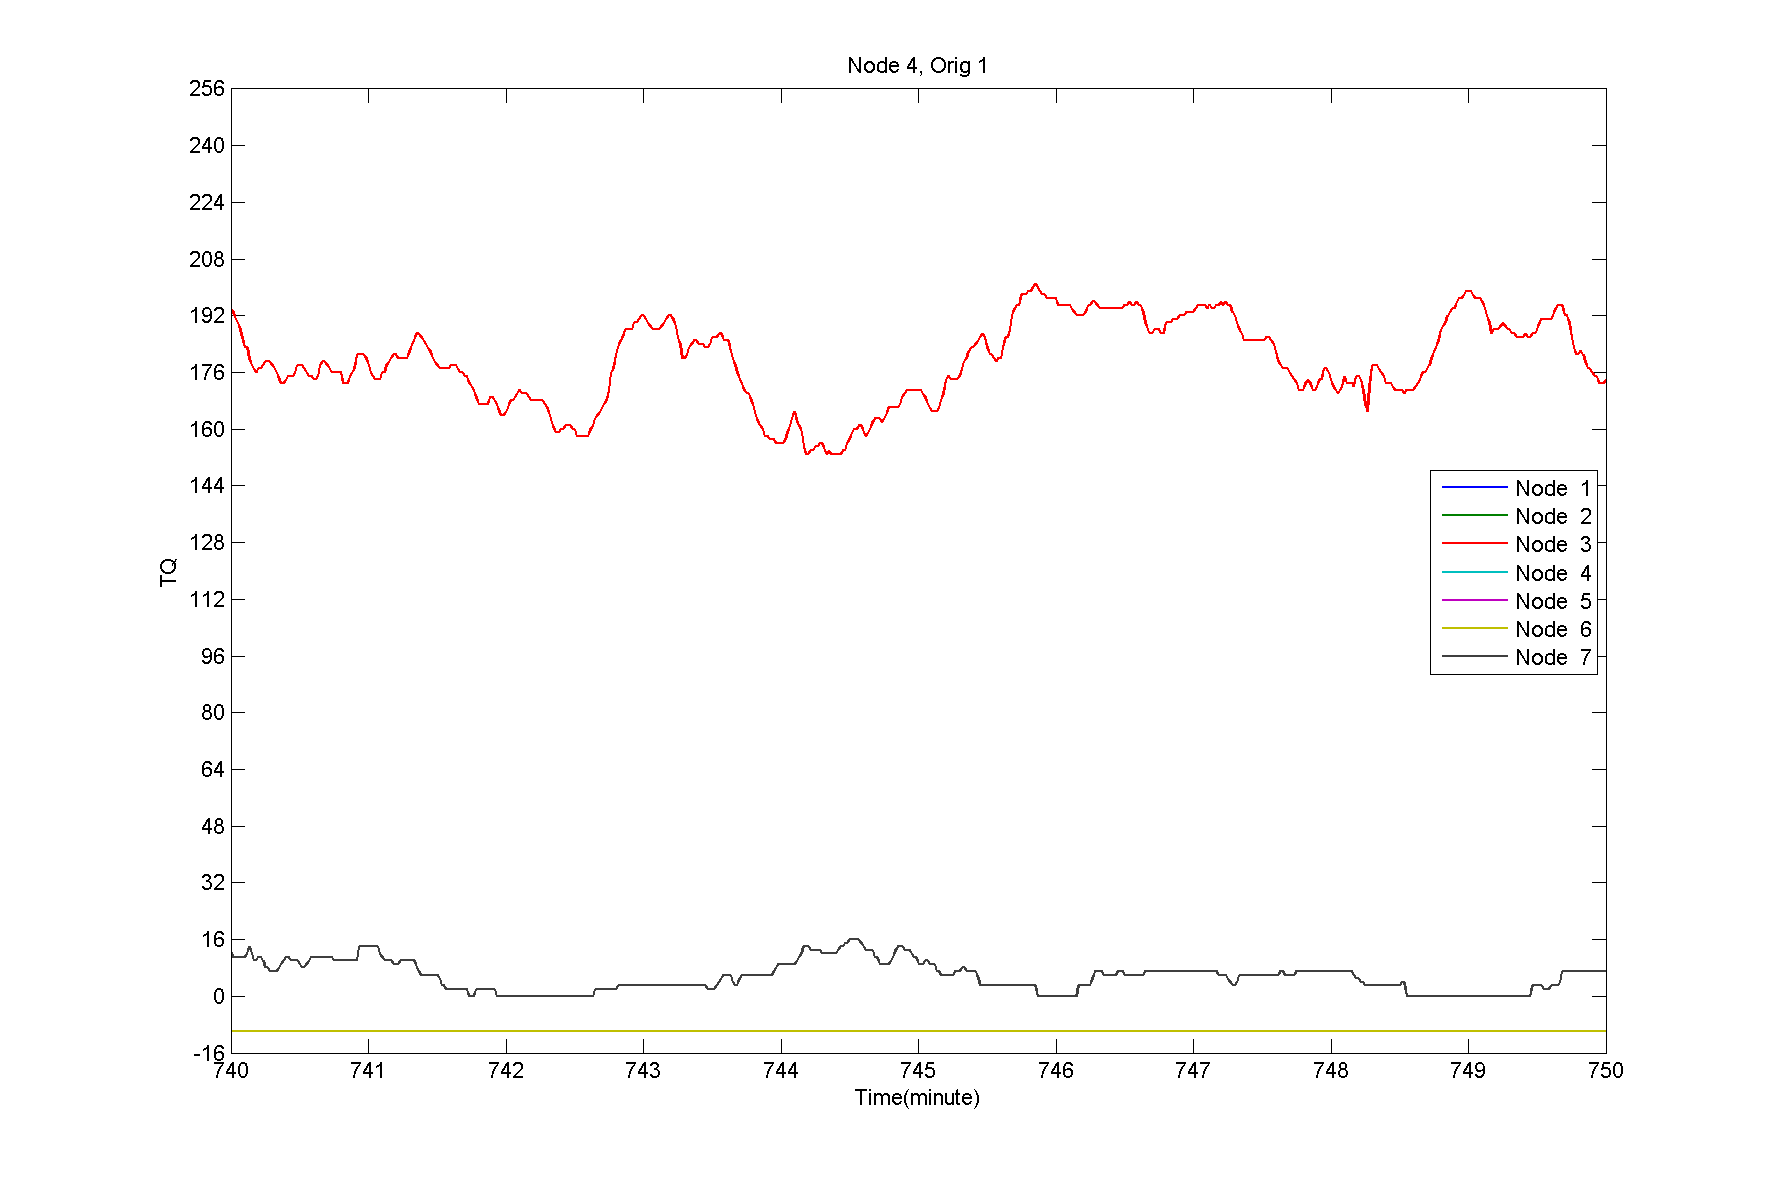 Node 4, Orig 1
256
240
224
208
192
176
160
144
128
112
96
80
64
48
32
16
0
-16
TQ
Node 1
Node 2
Node 3
Node 4
Node 5
Node 6
Node 7
740 741 742 743 744 745 746 747 748 749 750
Time(minute)